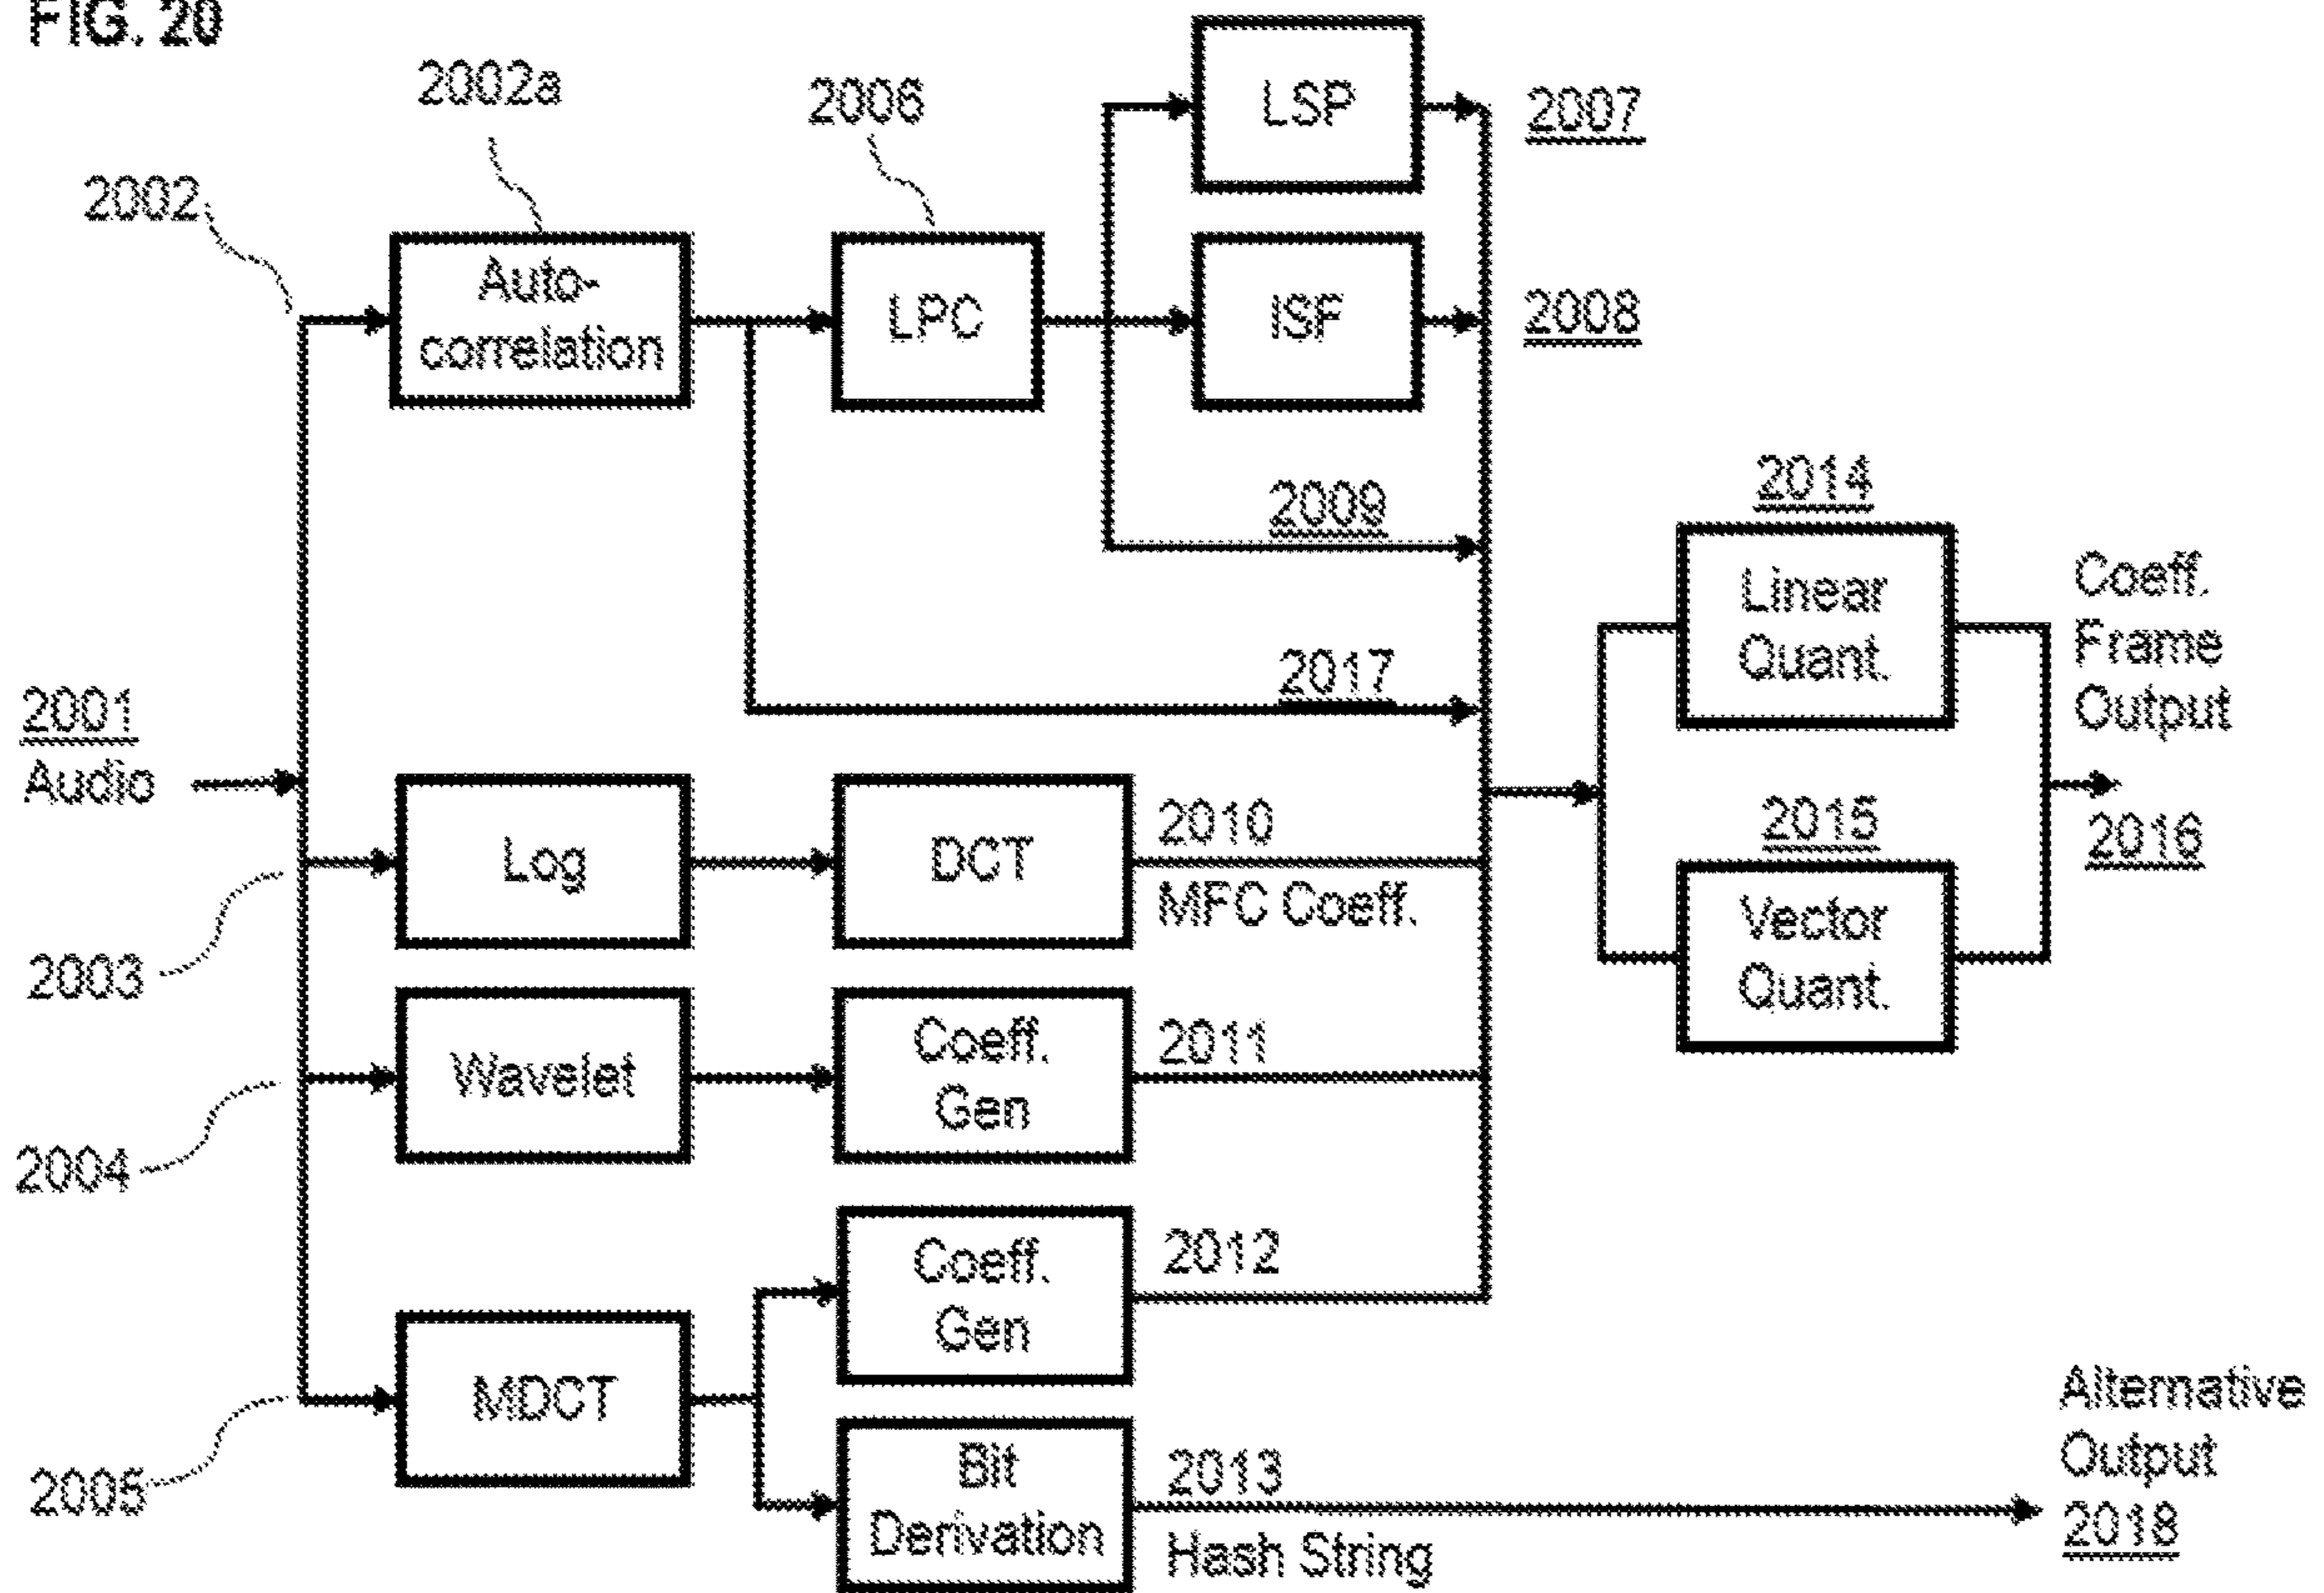 FIG. 20
2002a
2006
LSP
2007
2002
Auto-
correlation
LPC
ISF
2008
2009
2017
2014
Linear
Quant.
Coeff.
Frame
Output
2001
Audio
2015
2016
Log
DCT
2010
MFC Coeff.
Vector
Quant.
2003
Wavelet
Coeff.
Gen
2011
2004
Coeff.
Gen
2012
MDCT
2005
Bit
Derivation
2013
Hash String
Alternative
Output
2018